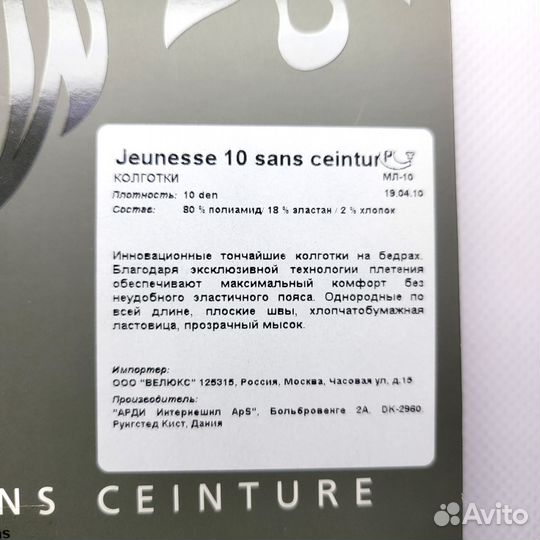 Jeunesse 10 sans ceintur
КОЛГОТКИ
МЛ-10
Плотность: 10 den
19.04.10
Состав: 80 % полиамид/ 18 % эластан / 2 % хлопок
Инновационные тончайшие колготки на бедрах.
Благодаря эксклюзивной технологии плетения
обеспечивают максимальный комфорт без
неудобного эластичного пояса. Однородные по
всей длине, плоские швы, хлопчатобумажная
ластовица, прозрачный мысок.
Импортер:
ООО "ВЕЛЮКС" 125315, Россия, Москва, Часовая ул, д.15
Производитель:
"АРДИ Интернешнл ApS", Больбровенге 2А, DK-2960
Рунгстед Кист, Дания
NS CEINTURE
as
Avito